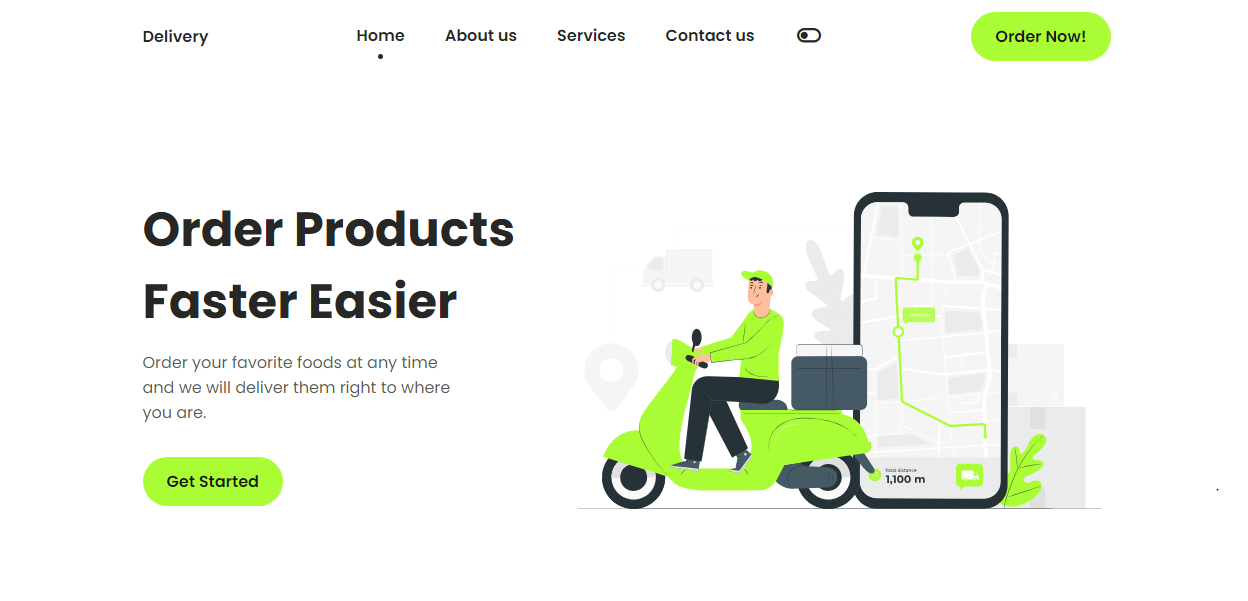 Delivery
Home
About us
Services
Contact us
Order Now!
Order Products
Faster Easier
Order your favorite foods at any time
and we will deliver them right to where
you are.
Get Started
Total distance
1,100 m